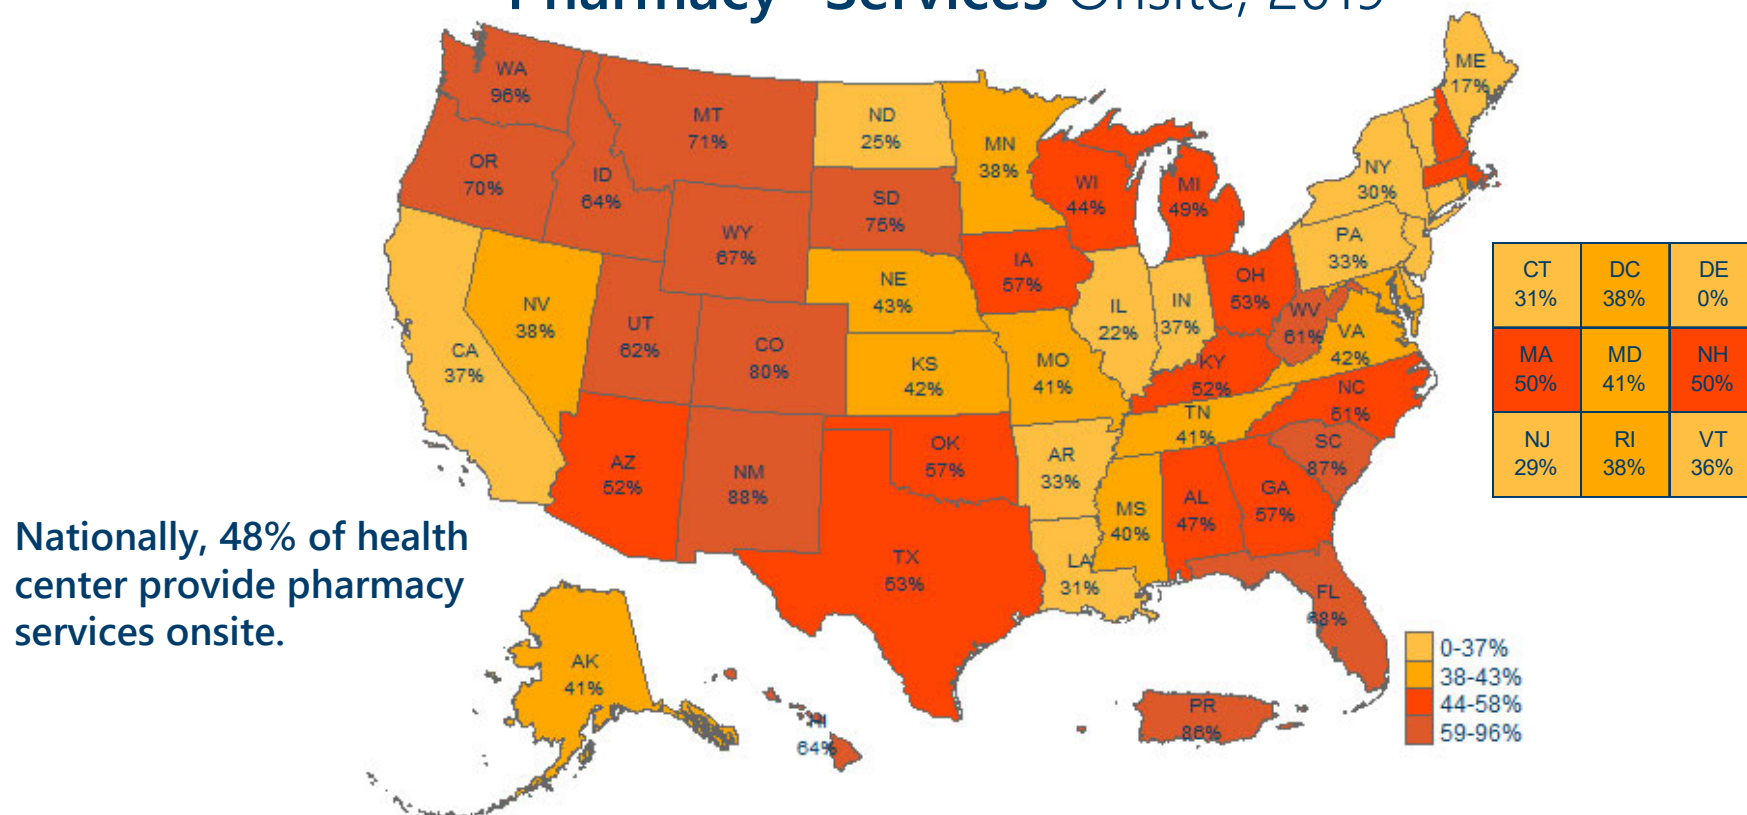 Pharmacy Services Onsite, 2019
WA
96%
OR
70%
CA
37%
NV
38%
ID
64%
MT
71%
WY
67%
UT
62%
CO
80%
AZ
52%
NM
88%
ND
25%
SD
75%
NE
43%
KS
42%
OK
57%
TX
53%
MN
38%
IA
57%
MO
41%
AR
33%
LA
31%
WI
44%
IL
22%
MI
49%
IN
37%
OH
53%
KY
52%
TN
41%
MS
40%
AL
47%
GA
57%
FL
68%
SC
87%
NC
51%
VA
42%
WV
61%
PA
33%
NY
30%
ME
17%
AK
41%
HI
64%
PR
86%
CT
31%
DC
38%
DE
0%
MA
50%
MD
41%
NH
50%
NJ
29%
RI
38%
VT
36%
Nationally, 48% of health
center provide pharmacy
services onsite.
0-37%
38-43%
44-58%
59-96%